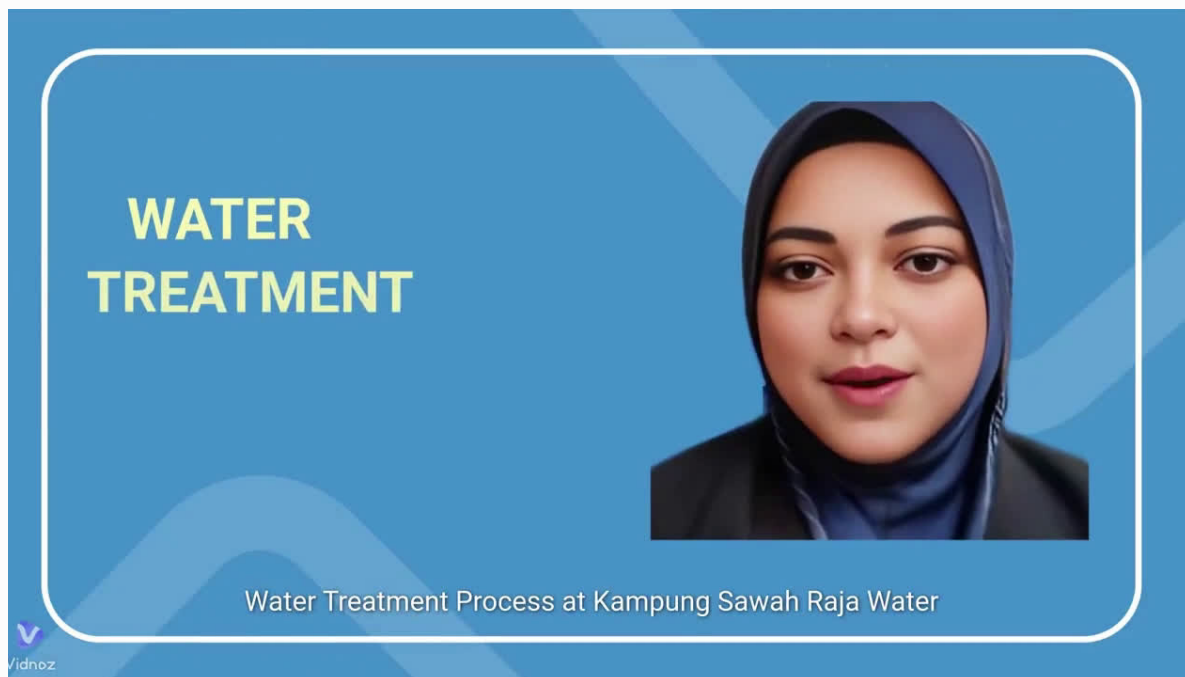 WATER
TREATMENT
Water Treatment Process at Kampung Sawah Raja Water
Vidnoz